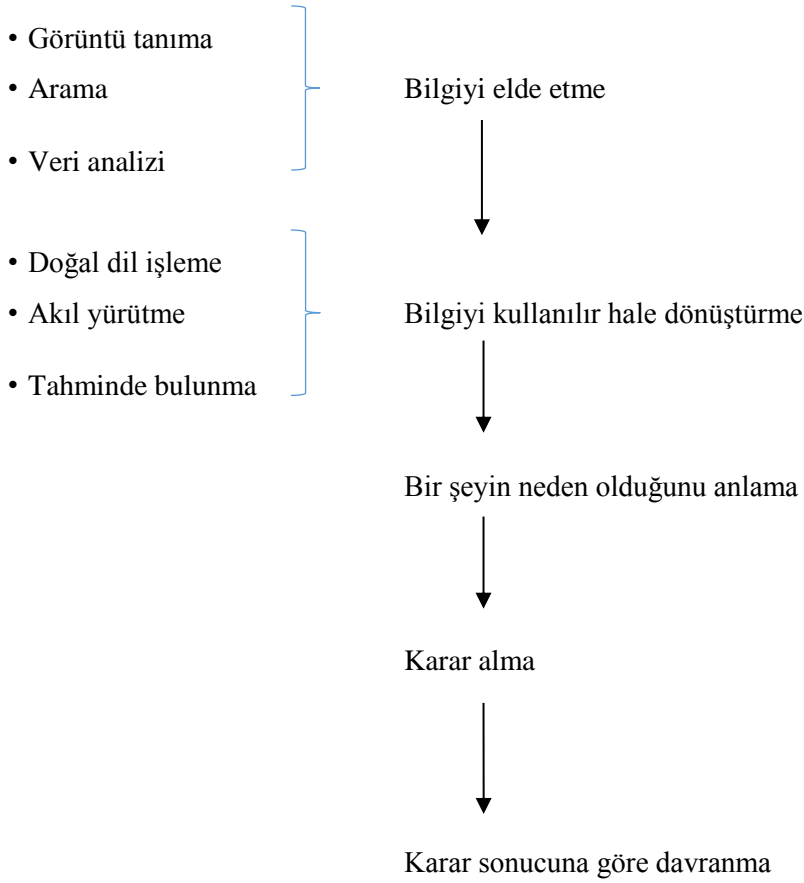 • Görüntü tanıma
• Arama
Bilgiyi elde etme
• Veri analizi
• Doğal dil işleme
• Akıl yürütme
Bilgiyi kullanılır hale dönüştürme
• Tahminde bulunma
Bir şeyin neden olduğunu anlama
Karar alma
Karar sonucuna göre davranma